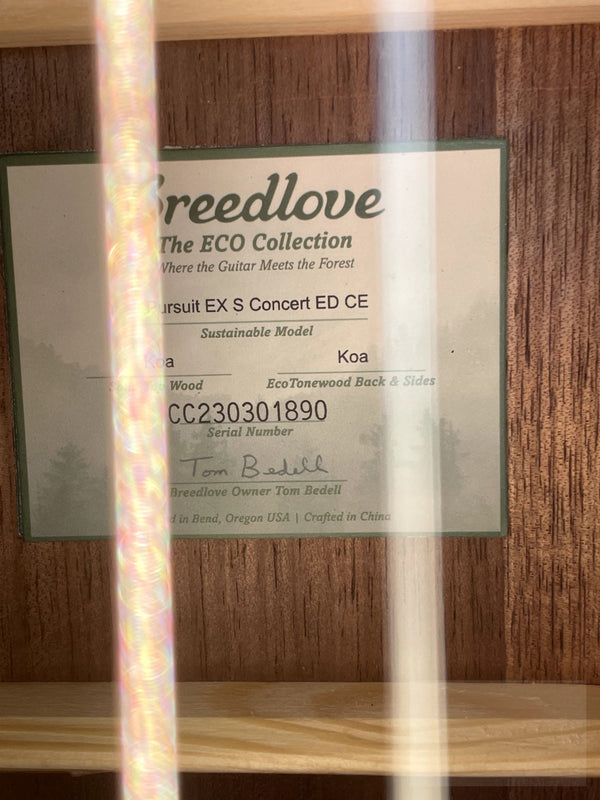 Breedlove
The ECO Collection
Where the Guitar Meets the Forest
Pursuit EX S Concert ED CE
Sustainable Model
Koa Koa
Wood EcoTonewood Back & Sides
CC230301890
Serial Number
Tom Bedell
Breedlove Owner Tom Bedell
in Bend, Oregon USA | Crafted in China